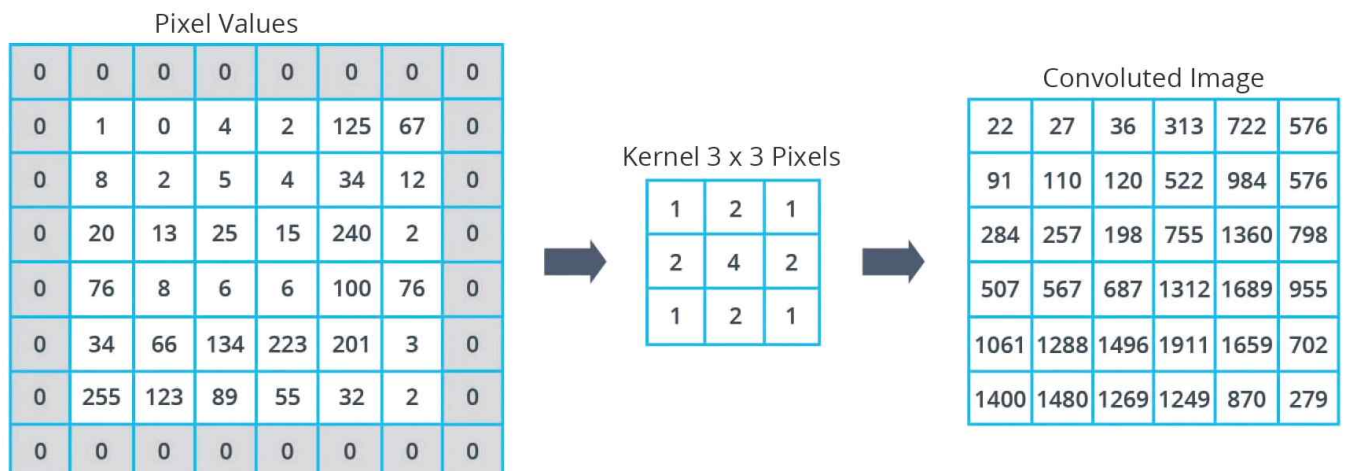 Pixel Values
0 0 0 0 0 0 0 0
0 1 0 4 2 125 67 0
0 8 2 5 4 34 12 0
0 20 13 25 15 240 2 0
0 76 8 6 6 100 76 0
0 34 66 134 223 201 3 0
0 255 123 89 55 32 2 0
0 0 0 0 0 0 0 0
Kernel 3 x 3 Pixels
1 2 1
2 4 2
1 2 1
Convoluted Image
22 27 36 313 722 576
91 110 120 522 984 576
284 257 198 755 1360 798
507 567 687 1312 1689 955
1061 1288 1496 1911 1659 702
1400 1480 1269 1249 870 279